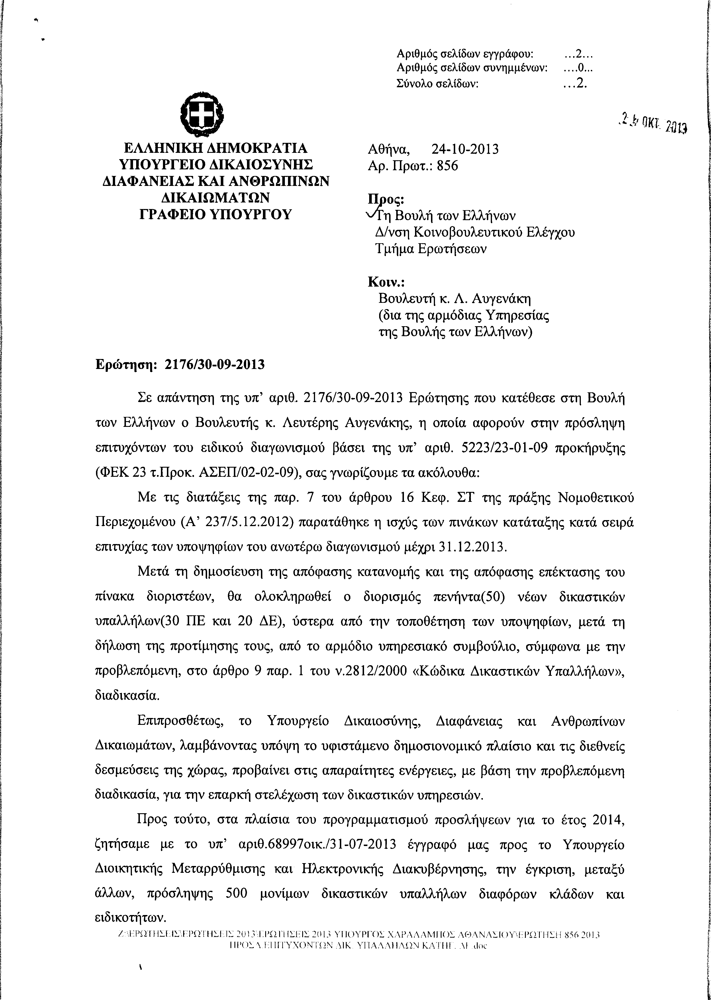 Αριθμός σελίδων εγγράφου: ...2...
Αριθμός σελίδων συνημμένων: ....0...
Σύνολο σελίδων: ...2.
ΟΚΤ. 2013
ΕΛΛΗΝΙΚΗ ΔΗΜΟΚΡΑΤΙΑ
ΥΠΟΥΡΓΕΙΟ ΔΙΚΑΙΟΣΥΝΗΣ
ΔΙΑΦΑΝΕΙΑΣ ΚΑΙ ΑΝΘΡΩΠΙΝΩΝ
ΔΙΚΑΙΩΜΑΤΩΝ
ΓΡΑΦΕΙΟ ΥΠΟΥΡΓΟΥ
Αθήνα, 24-10-2013
Αρ. Πρωτ.: 856
Προς:
Τη Βουλή των Ελλήνων
Δ/νση Κοινοβουλευτικού Ελέγχου
Τμήμα Ερωτήσεων
Κοιν.:
Βουλευτή κ. Λ. Αυγενάκη
(δια της αρμόδιας Υπηρεσίας
της Βουλής των Ελλήνων)
Ερώτηση: 2176/30-09-2013
Σε απάντηση της υπ’ αριθ. 2176/30-09-2013 Ερώτησης που κατέθεσε στη Βουλή
των Ελλήνων ο Βουλευτής κ. Λευτέρης Αυγενάκης, η οποία αφορούν στην πρόσληψη
επιτυχόντων του ειδικού διαγωνισμού βάσει της υπ’ αριθ. 5223/23-01-09 προκήρυξης
(ΦΕΚ 23 τ.Προκ. ΑΣΕΠ/02-02-09), σας γνωρίζουμε τα ακόλουθα:
Με τις διατάξεις της παρ. 7 του άρθρου 16 Κεφ. ΣΤ της πράξης Νομοθετικού
Περιεχομένου (Α’ 237/5.12.2012) παρατάθηκε η ισχύς των πινάκων κατάταξης κατά σειρά
επιτυχίας των υποψηφίων του ανωτέρω διαγωνισμού μέχρι 31.12.2013.
Μετά τη δημοσίευση της απόφασης κατανομής και της απόφασης επέκτασης του
πίνακα διοριστέων, θα ολοκληρωθεί ο διορισμός πενήντα(50) νέων δικαστικών
υπαλλήλων(30 ΠΕ και 20 ΔΕ), ύστερα από την τοποθέτηση των υποψηφίων, μετά τη
δήλωση της προτίμησης τους, από το αρμόδιο υπηρεσιακό συμβούλιο, σύμφωνα με την
προβλεπόμενη, στο άρθρο 9 παρ. 1 του ν.2812/2000 «Κώδικα Δικαστικών Υπαλλήλων»,
διαδικασία.
Επιπροσθέτως, το Υπουργείο Δικαιοσύνης, Διαφάνειας και Ανθρωπίνων
Δικαιωμάτων, λαμβάνοντας υπόψη το υφιστάμενο δημοσιονομικό πλαίσιο και τις διεθνείς
δεσμεύσεις της χώρας, προβαίνει στις απαραίτητες ενέργειες, με βάση την προβλεπόμενη
διαδικασία, για την επαρκή στελέχωση των δικαστικών υπηρεσιών.
Προς τούτο, στα πλαίσια του προγραμματισμού προσλήψεων για το έτος 2014,
ζητήσαμε με το υπ’ αριθ.68997οικ./31-07-2013 έγγραφό μας προς το Υπουργείο
Διοικητικής Μεταρρύθμισης και Ηλεκτρονικής Διακυβέρνησης, την έγκριση, μεταξύ
άλλων, πρόσληψης 500 μονίμων δικαστικών υπαλλήλων διαφόρων κλάδων και
ειδικοτήτων.
Ζ:\ΕΡΩΤΗΣΕΙΣ\ΕΡΩΤΗΣΕΙΣ 2013\ΕΡΩΤΗΣΕΙΣ 2013 ΥΠΟΥΡΓΟΣ ΧΑΡΑΛΑΜΠΟΣ ΑΘΑΝΑΣΙΟΥ\ΕΡΩΤΗΣΗ 856 2013
ΠΡΟΣΛ ΕΠΙΤΥΧΟΝΤΩΝ ΔΙΚ. ΥΠΑΛΛΗΛΩΝ ΚΑΤΗΓ. ΔΕ.doc